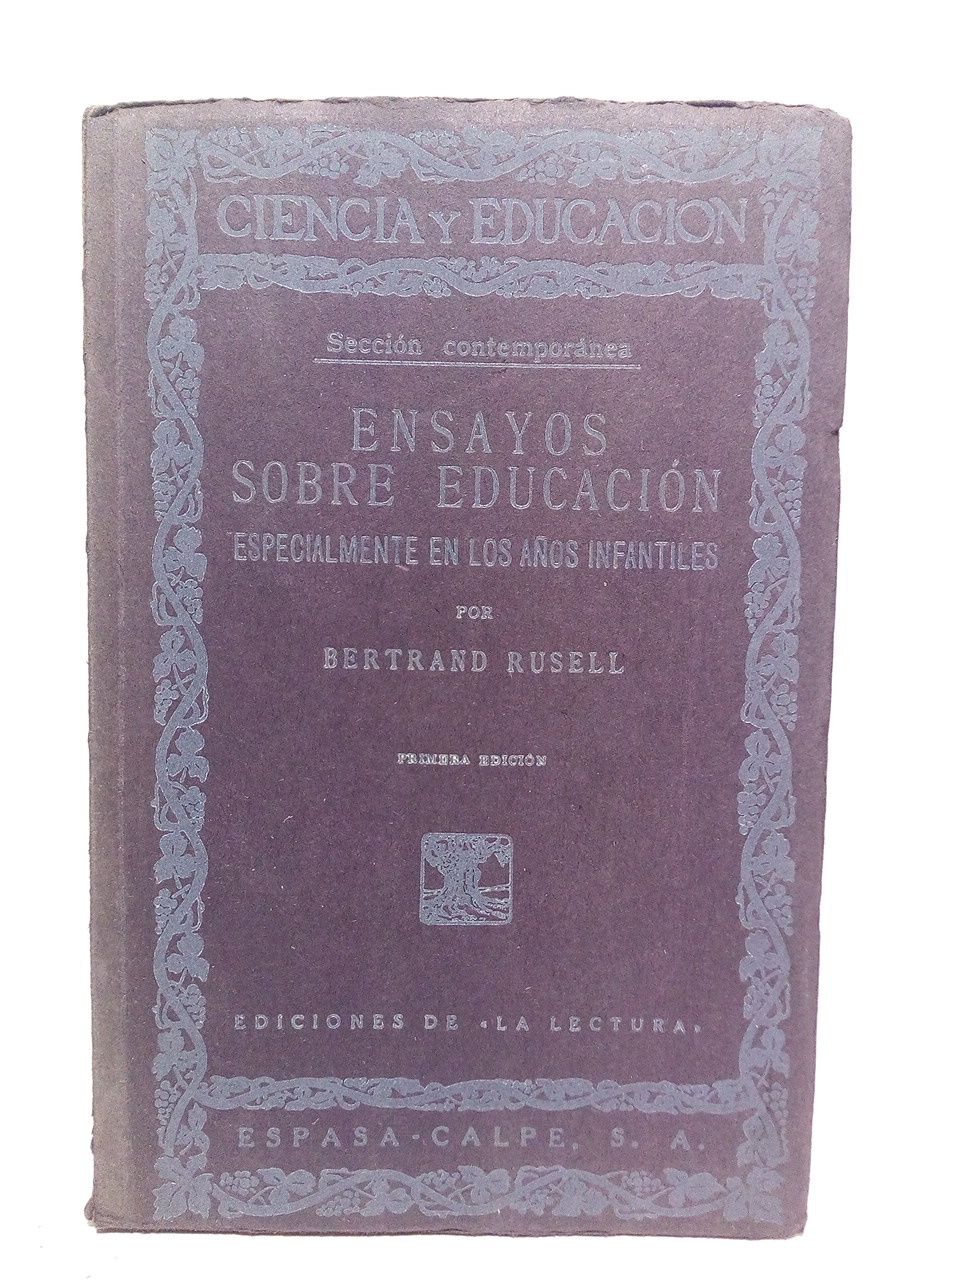 CIENCIA Y EDUCACION
Sección contemporánea
ENSAYOS
SOBRE EDUCACIÓN
ESPECIALMENTE EN LOS AÑOS INFANTILES
POR
BERTRAND RUSELL
PRIMERA EDICIÓN
EDICIONES DE «LA LECTURA»
ESPASA-CALPE, S. A.